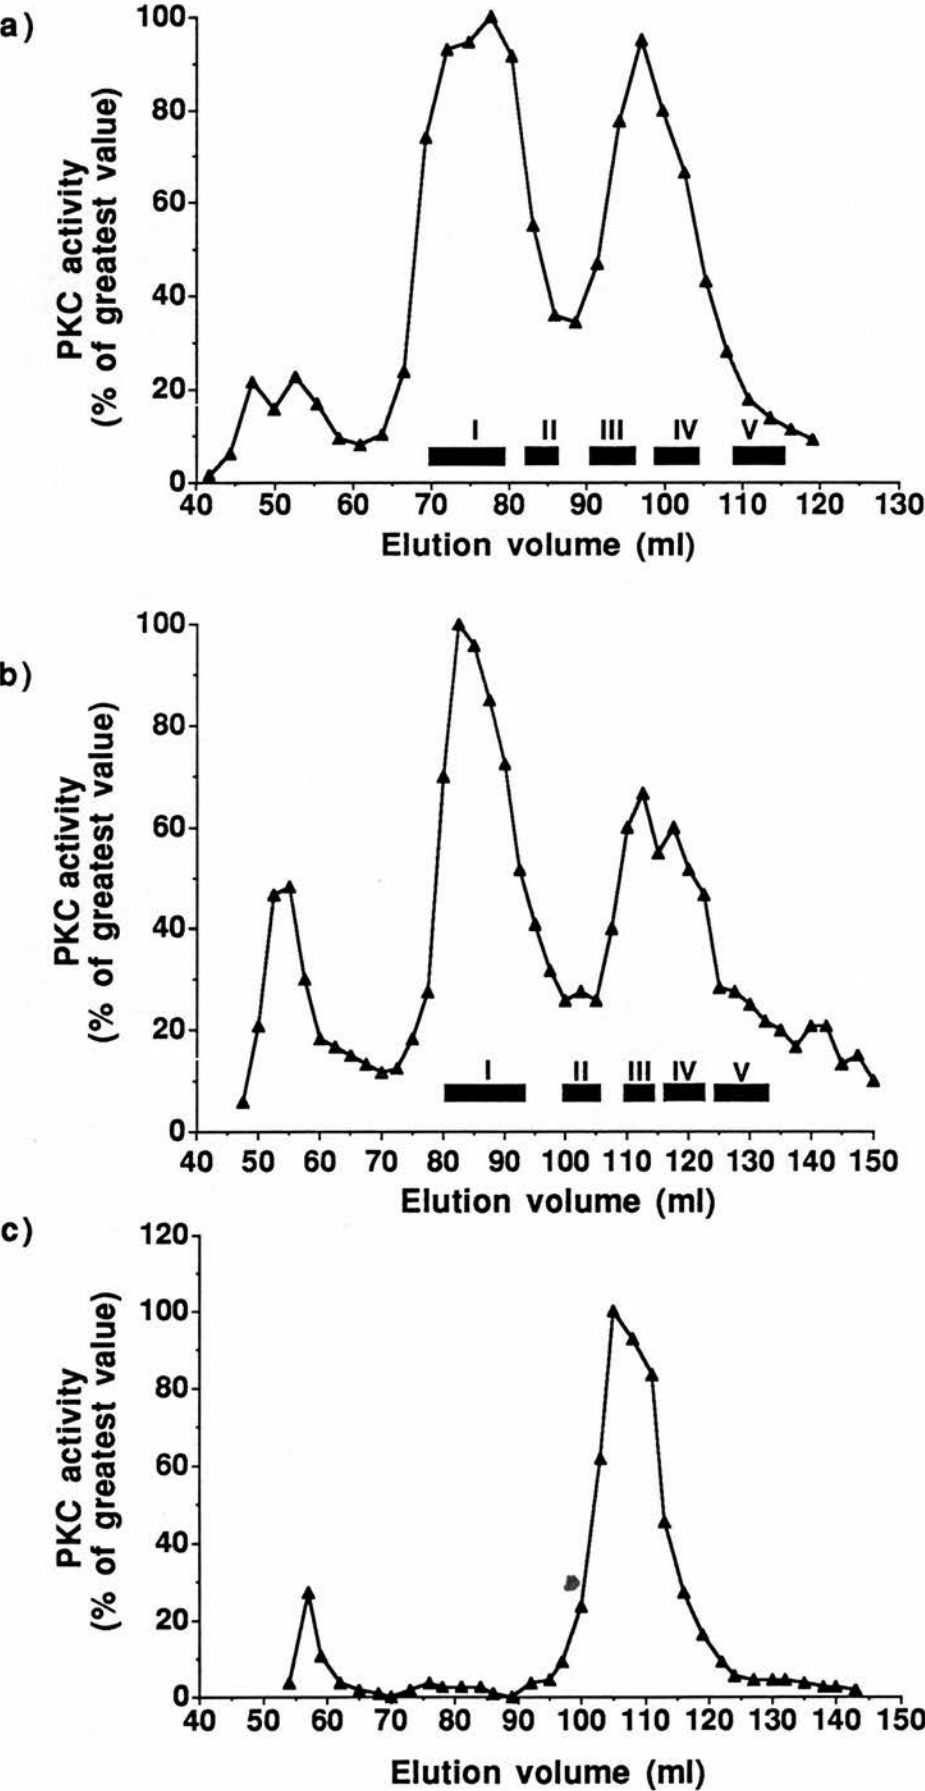 a)
PKC activity
(% of greatest value)
100
80
60
40
20
0
I II III IV V
40 50 60 70 80 90 100 110 120 130
Elution volume (ml)
b)
PKC activity
(% of greatest value)
100
80
60
40
20
0
I II III IV V
40 50 60 70 80 90 100 110 120 130 140 150
Elution volume (ml)
c)
PKC activity
(% of greatest value)
120
100
80
60
40
20
0
40 50 60 70 80 90 100 110 120 130 140 150
Elution volume (ml)